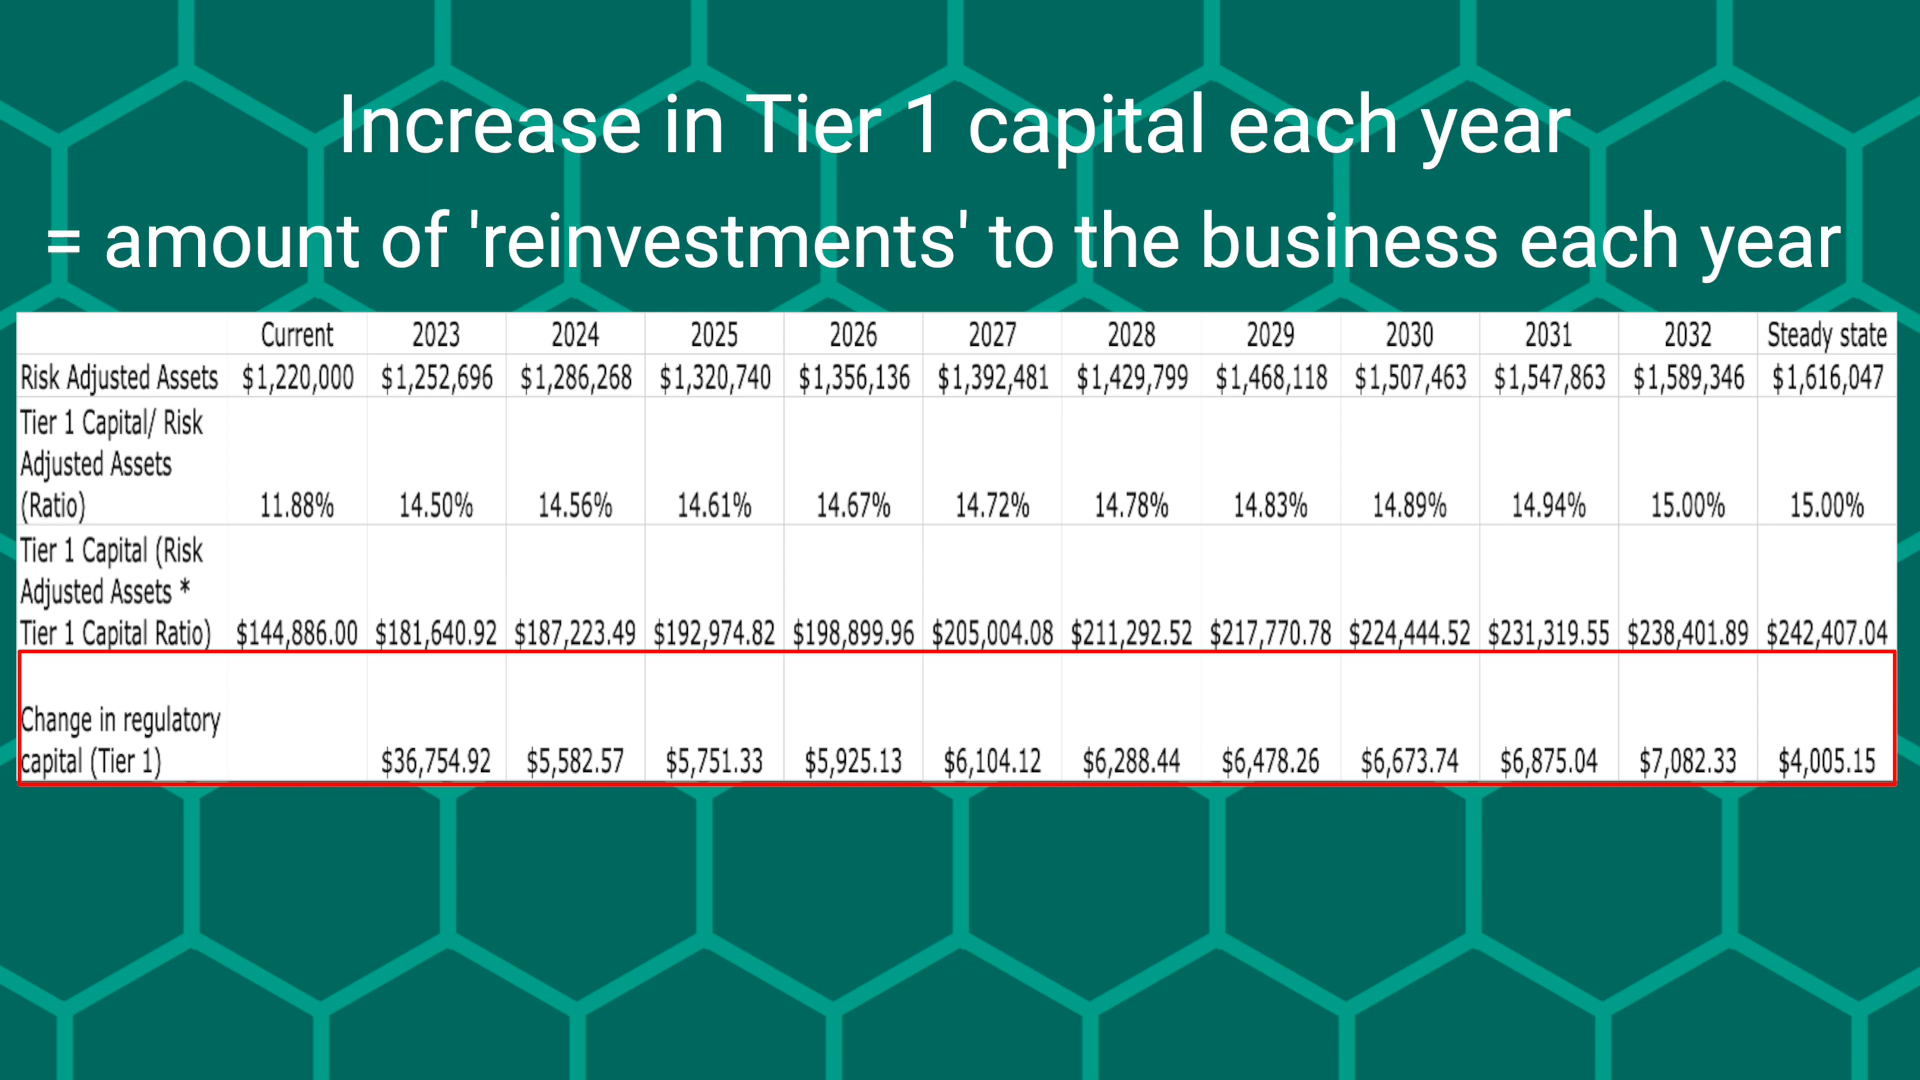 Increase in Tier 1 capital each year
= amount of 'reinvestments' to the business each year
Current 2023 2024 2025 2026 2027 2028 2029 2030 2031 2032 Steady state
Risk Adjusted Assets $1,220,000 $1,252,696 $1,286,268 $1,320,740 $1,356,136 $1,392,481 $1,429,799 $1,468,118 $1,507,463 $1,547,863 $1,589,346 $1,616,047
Tier 1 Capital/ Risk
Adjusted Assets
(Ratio) 11.88% 14.50% 14.56% 14.61% 14.67% 14.72% 14.78% 14.83% 14.89% 14.94% 15.00% 15.00%
Tier 1 Capital (Risk
Adjusted Assets *
Tier 1 Capital Ratio) $144,886.00 $181,640.92 $187,223.49 $192,974.82 $198,899.96 $205,004.08 $211,292.52 $217,770.78 $224,444.52 $231,319.55 $238,401.89 $242,407.04
Change in regulatory
capital (Tier 1) $36,754.92 $5,582.57 $5,751.33 $5,925.13 $6,104.12 $6,288.44 $6,478.26 $6,673.74 $6,875.04 $7,082.33 $4,005.15